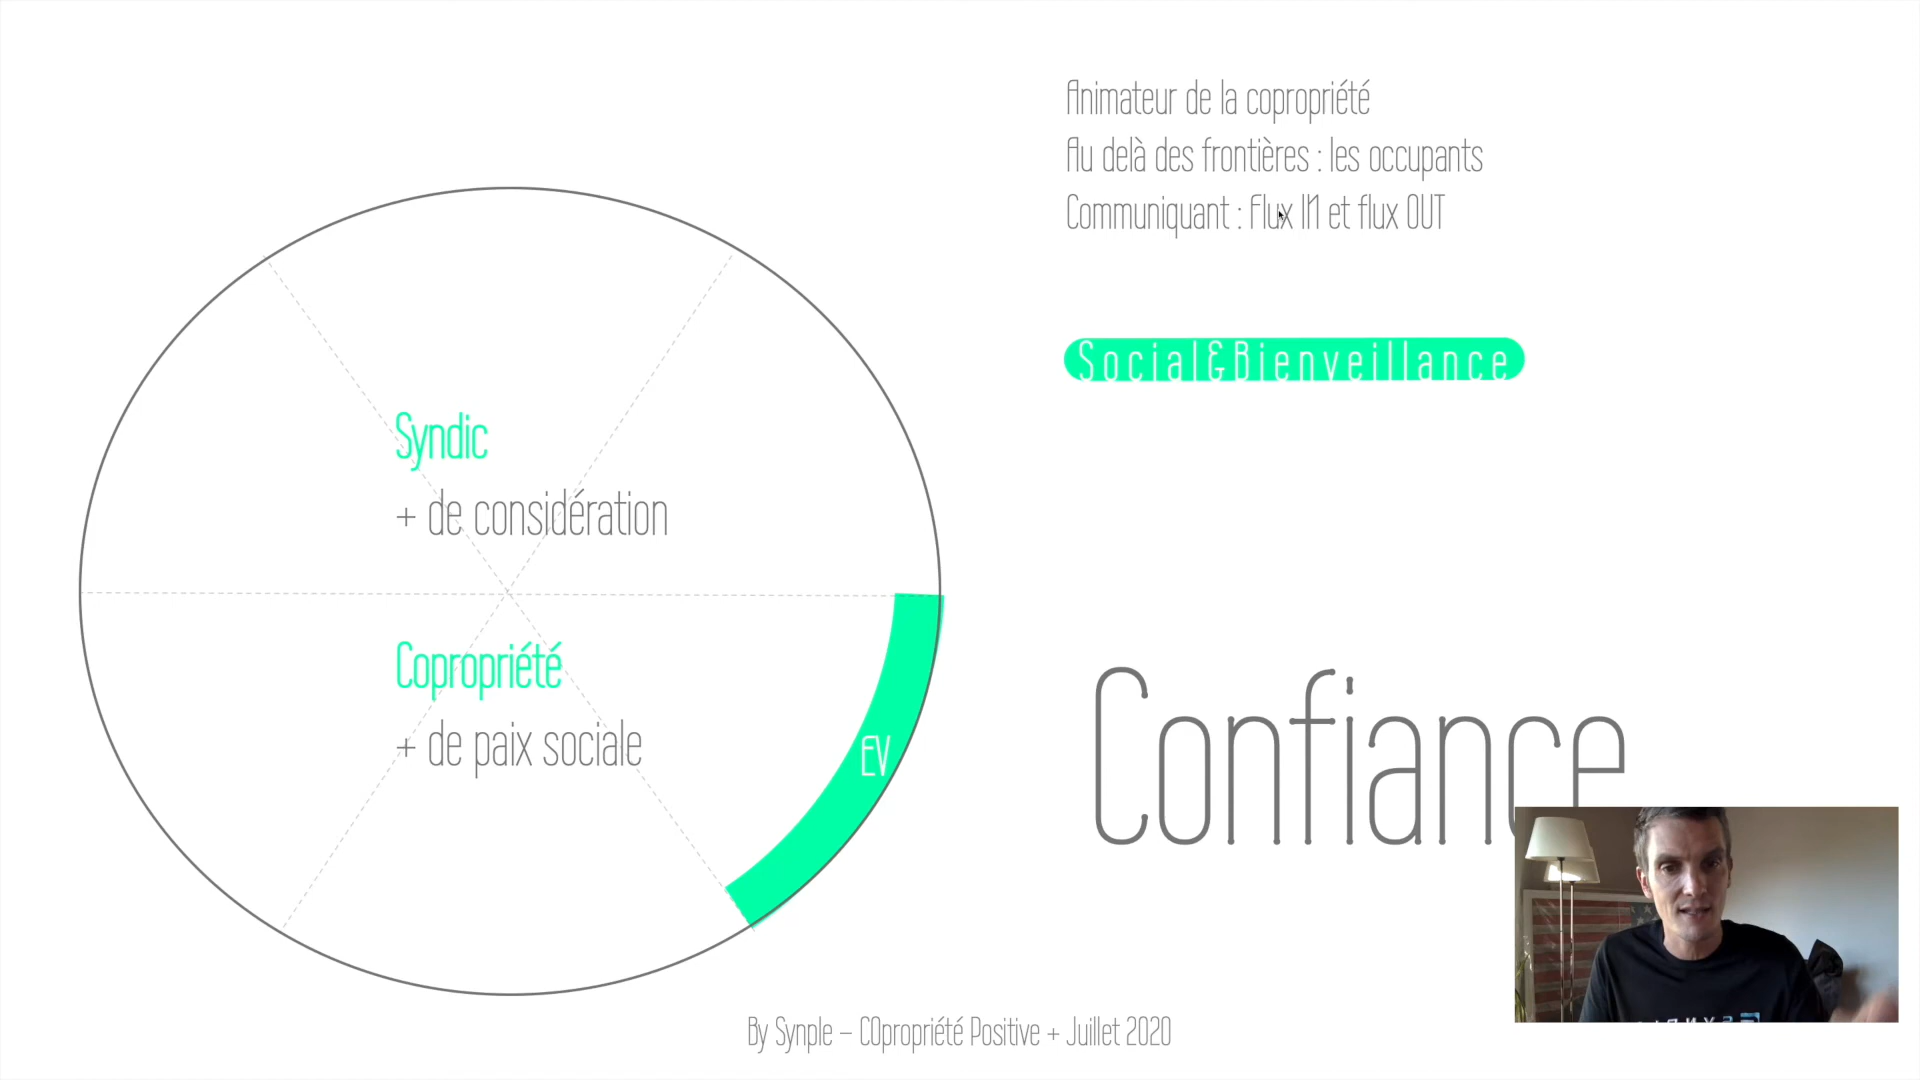 Animateur de la copropriété
Au delà des frontières : les occupants
Communiquant : Flux IN et flux OUT
Social&Bienveillance
Syndic
+ de considération
Copropriété
+ de paix sociale
EV
Confiance
By Synple – COpropriété Positive + Juillet 2020